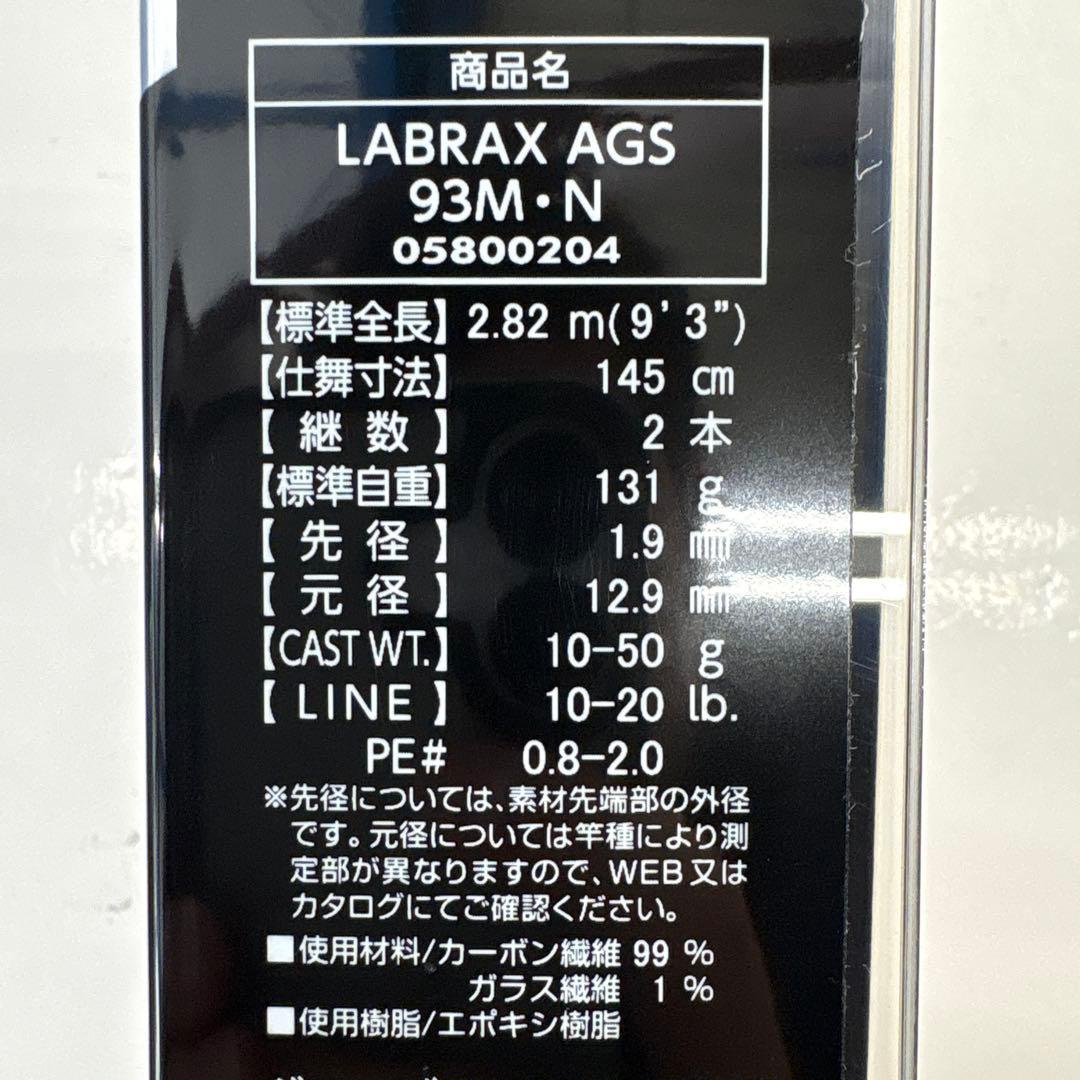 商品名
LABRAX AGS
93M・N
05800204
【標準全長】 2.82 m(9'3")
【仕舞寸法】 145 cm
【継数】 2 本
【標準自重】 131 g
【先径】 1.9 mm
【元径】 12.9 mm
【CAST WT.】 10-50 g
【LINE】 10-20 lb.
PE# 0.8-2.0
※先径については、素材先端部の外径
です。元径については竿種により測
定部が異なりますので、WEB又は
カタログにてご確認ください。
■使用材料/カーボン繊維 99 %
ガラス繊維 1 %
■使用樹脂/エポキシ樹脂